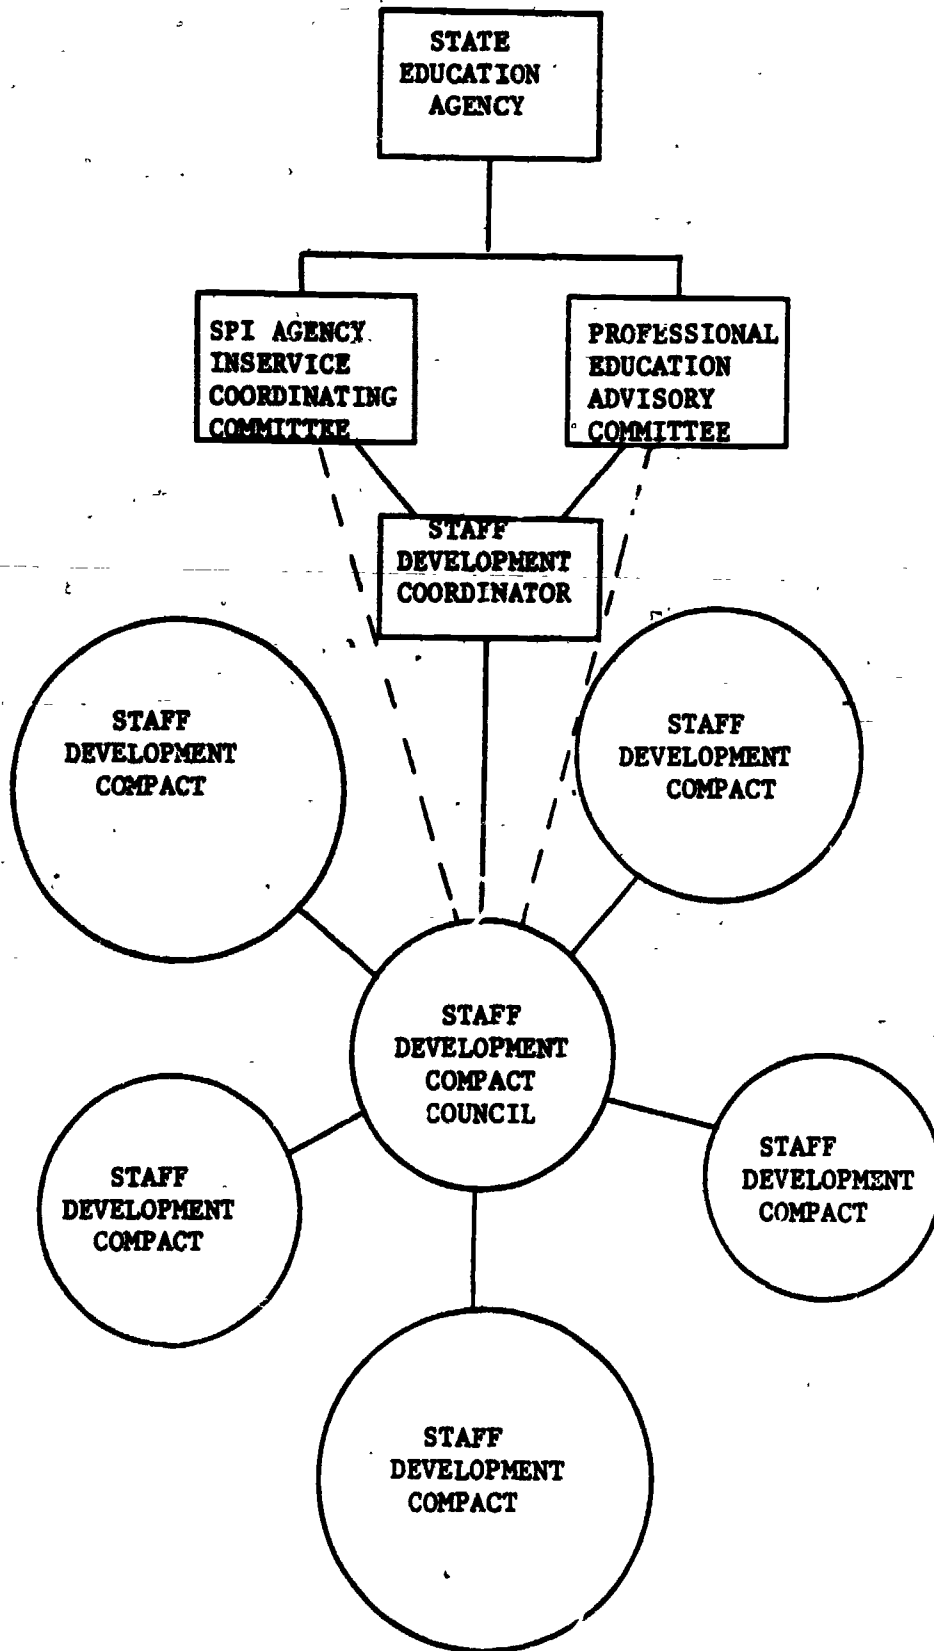 STATE
EDUCATION
AGENCY
SPI AGENCY
INSERVICE
COORDINATING
COMMITTEE
PROFESSIONAL
EDUCATION
ADVISORY
COMMITTEE
STAFF
DEVELOPMENT
COORDINATOR
STAFF
DEVELOPMENT
COMPACT
STAFF
DEVELOPMENT
COMPACT
STAFF
DEVELOPMENT
COMPACT
COUNCIL
STAFF
DEVELOPMENT
COMPACT
STAFF
DEVELOPMENT
COMPACT
STAFF
DEVELOPMENT
COMPACT